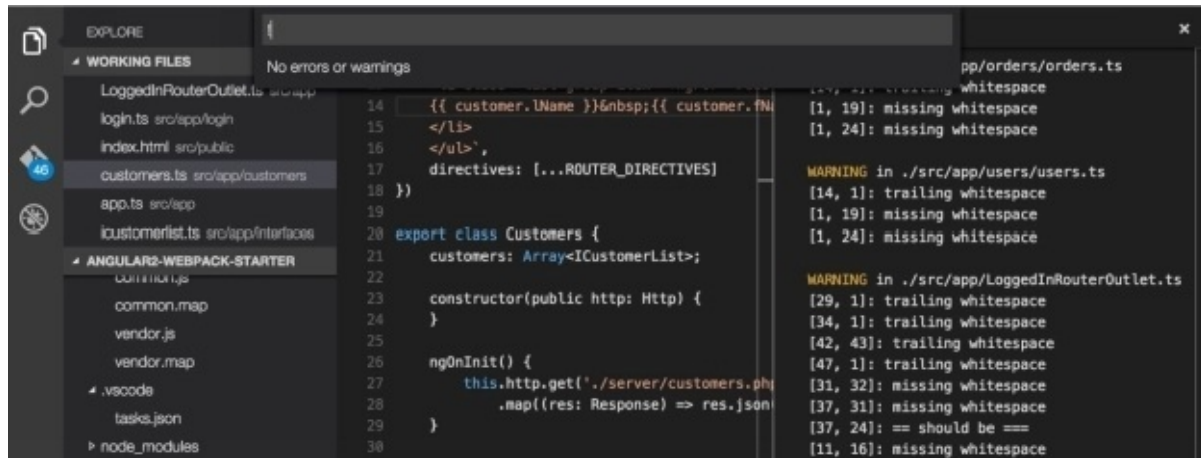 EXPLORE
WORKING FILES
LoggedInRouterOutlet.ts src/app
login.ts src/app/login
index.html src/public
46
customers.ts src/app/customers
app.ts src/app
icustomerlist.ts src/app/interfaces
ANGULAR2-WEBPACK-STARTER
common.js
common.map
vendor.js
vendor.map
.vscode
tasks.json
node_modules
!
No errors or warnings
14 {{ customer.lName }}&nbsp;{{ customer.fNa
15 </li>
16 </ul>`,
17 directives: [...ROUTER_DIRECTIVES]
18 })
19
20 export class Customers {
21 customers: Array<ICustomerList>;
22
23 constructor(public http: Http) {
24 }
25
26 ngOnInit() {
27 this.http.get('./server/customers.php
28 .map((res: Response) => res.json(
29 }
30
pp/orders/orders.ts
[14, 1]: trailing whitespace
[1, 19]: missing whitespace
[1, 24]: missing whitespace
WARNING in ./src/app/users/users.ts
[14, 1]: trailing whitespace
[1, 19]: missing whitespace
[1, 24]: missing whitespace
WARNING in ./src/app/LoggedInRouterOutlet.ts
[29, 1]: trailing whitespace
[34, 1]: trailing whitespace
[42, 43]: trailing whitespace
[47, 1]: trailing whitespace
[31, 32]: missing whitespace
[37, 31]: missing whitespace
[37, 24]: == should be ===
[11, 16]: missing whitespace